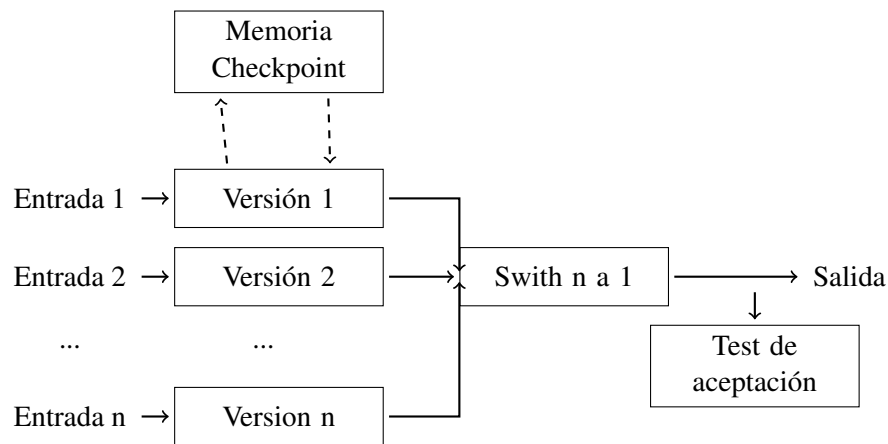 Memoria
Checkpoint
Entrada 1
Versión 1
Entrada 2
Versión 2
Swith n a 1
Salida
...
...
Test de
aceptación
Entrada n
Version n